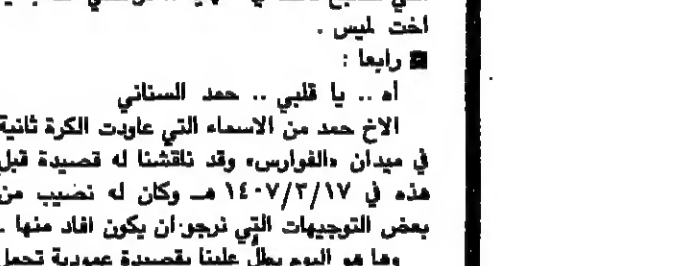 اخت لميس .
رابعا :
آه .. يا قلبي .. حمد السناني
الاخ حمد من الاسماء التي عاودت الكرة ثانية
في ميدان «الفوارس» وقد ناقشنا له قصيدة قبل
هذه في ١٤٠٧/٣/١٧ هـ وكان له نصيب من
بعض التوجيهات التي نرجو ان يكون افاد منها .
وها هو اليوم يطلّ علينا بقصيدة عمودية تحمل